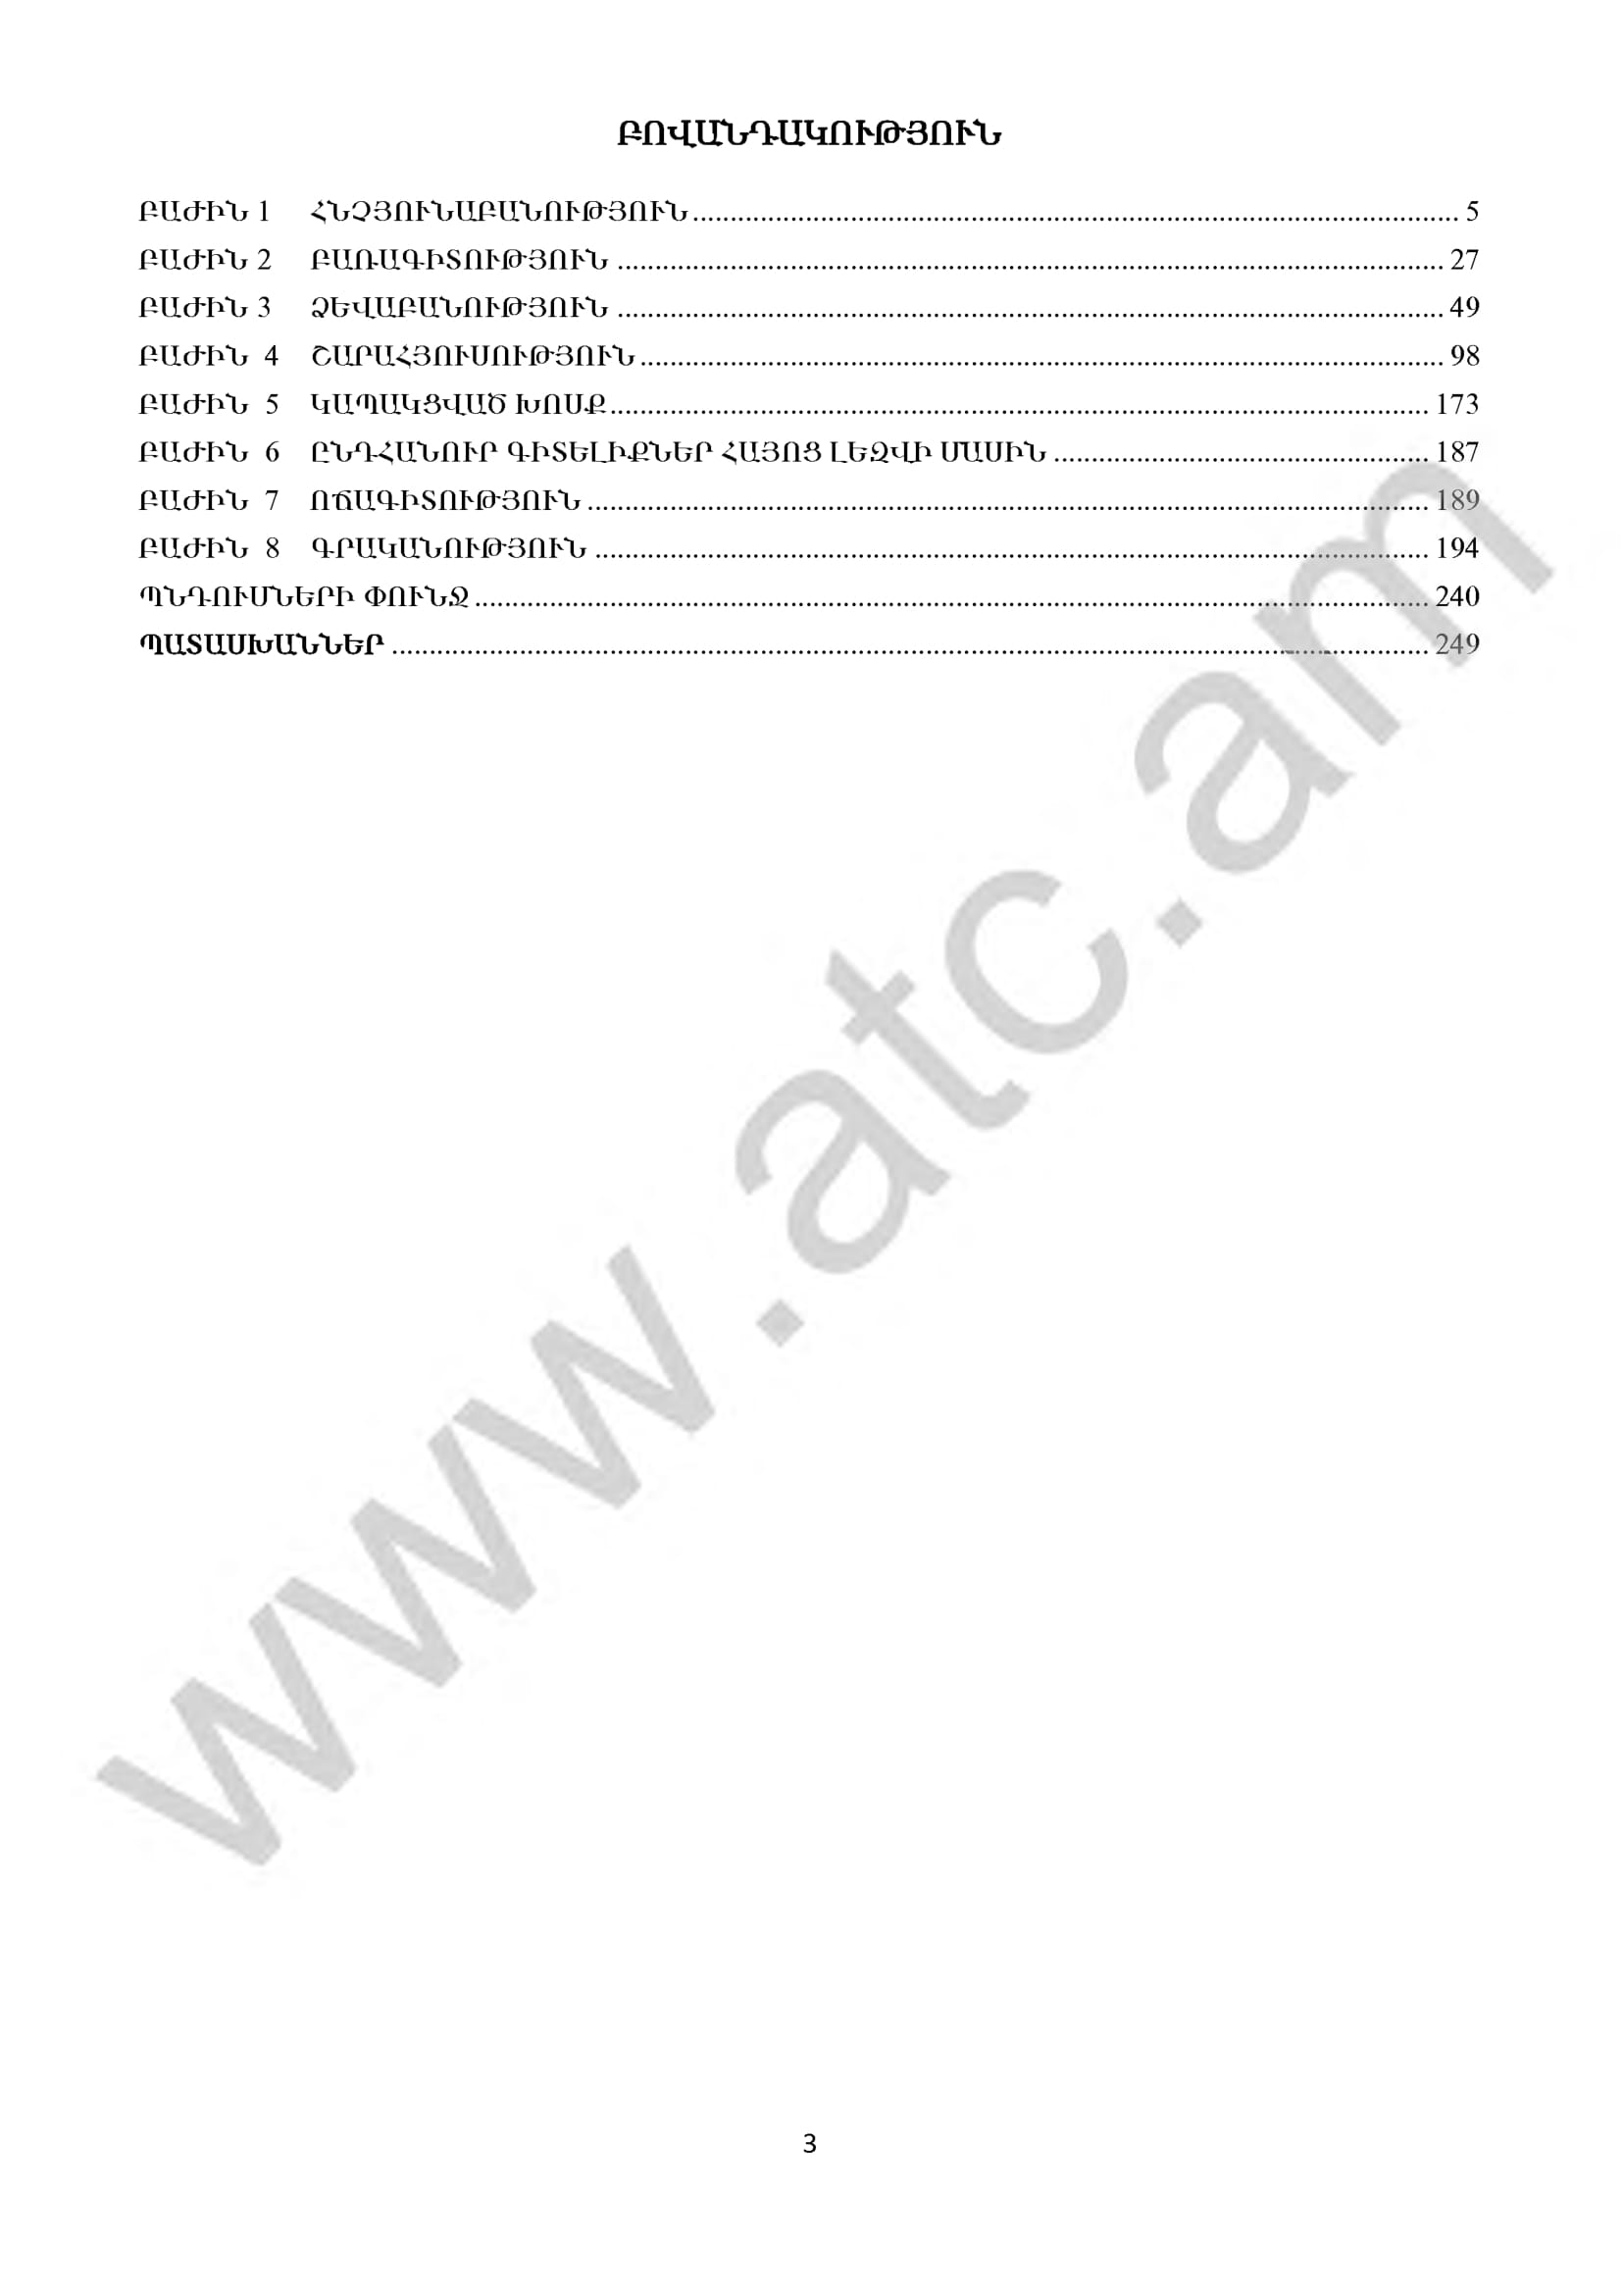 ԲՈՎԱՆԴԱԿՈՒԹՅՈՒՆ
ԲԱԺԻՆ 1 ՀՆՉՅՈՒՆԱԲԱՆՈՒԹՅՈՒՆ ........ 5
ԲԱԺԻՆ 2 ԲԱՌԱԳԻՏՈՒԹՅՈՒՆ ........ 27
ԲԱԺԻՆ 3 ՁԵՎԱԲԱՆՈՒԹՅՈՒՆ ........ 49
ԲԱԺԻՆ 4 ՇԱՐԱՀՅՈՒՍՈՒԹՅՈՒՆ ........ 98
ԲԱԺԻՆ 5 ԿԱՊԱԿՑՎԱԾ ԽՈՍՔ ........ 173
ԲԱԺԻՆ 6 ԸՆԴՀԱՆՈՒՐ ԳԻՏԵԼԻՔՆԵՐ ՀԱՅՈՑ ԼԵԶՎԻ ՄԱՍԻՆ ........ 187
ԲԱԺԻՆ 7 ՈՃԱԳԻՏՈՒԹՅՈՒՆ ........ 189
ԲԱԺԻՆ 8 ԳՐԱԿԱՆՈՒԹՅՈՒՆ ........ 194
ՊՆԴՈՒՄՆԵՐԻ ՓՈՒՆՋ ........ 240
ՊԱՏԱՍԽԱՆՆԵՐ ........ 249
www.atc.am
3